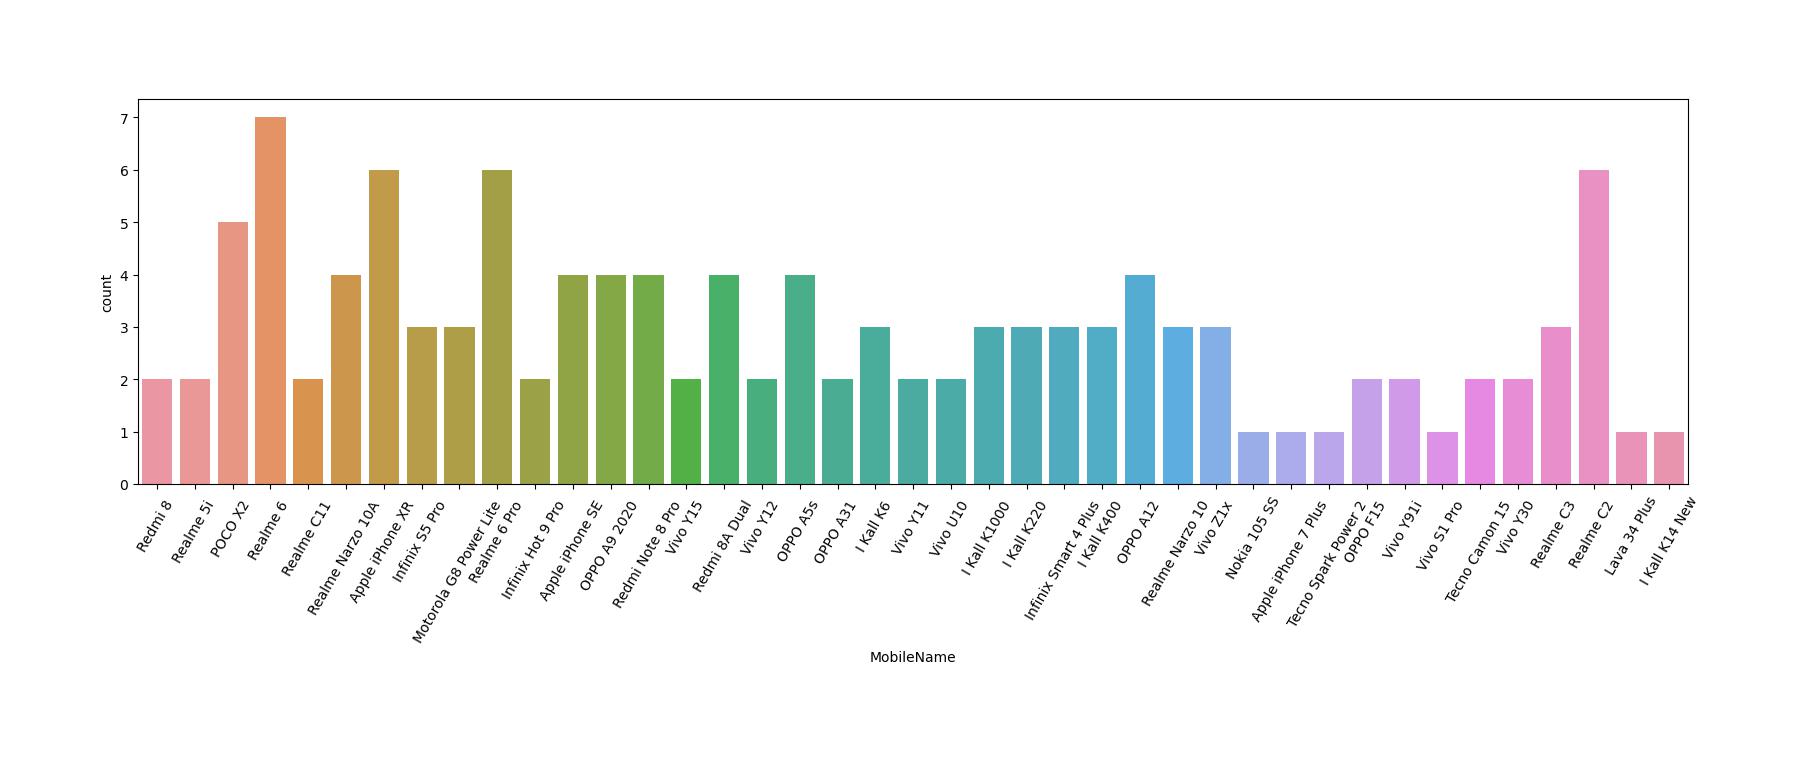 7
6
5
4
3
2
1
0
count
Redmi 8
Realme 5i
POCO X2
Realme 6
Realme C11
Realme Narzo 10A
Apple iPhone XR
Infinix S5 Pro
Motorola G8 Power Lite
Realme 6 Pro
Infinix Hot 9 Pro
Apple iPhone SE
OPPO A9 2020
Redmi Note 8 Pro
Vivo Y15
Redmi 8A Dual
Vivo Y12
OPPO A5s
OPPO A31
I Kall K6
Vivo Y11
Vivo U10
I Kall K1000
I Kall K220
Infinix Smart 4 Plus
I Kall K400
OPPO A12
Realme Narzo 10
Vivo Z1x
Nokia 105 SS
Apple iPhone 7 Plus
Tecno Spark Power 2
OPPO F15
Vivo Y91i
Vivo S1 Pro
Tecno Camon 15
Vivo Y30
Realme C3
Realme C2
Lava 34 Plus
I Kall K14 New
MobileName